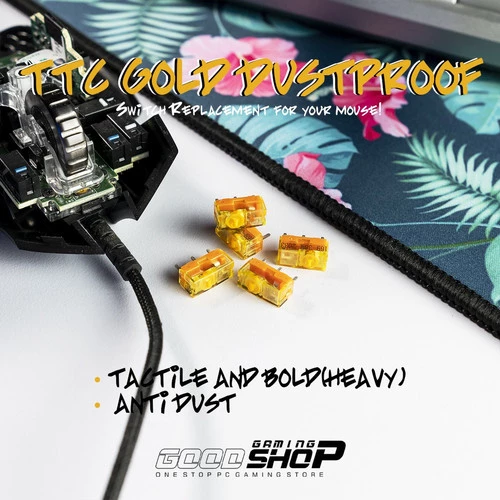 TTC GOLD DUSTPROOF
SWITCH REPLACEMENT FOR YOUR MOUSE!
• TACTILE AND BOLD(HEAVY)
• ANTI DUST
GOOD GAMING SHOP
ONE STOP PC GAMING STORE